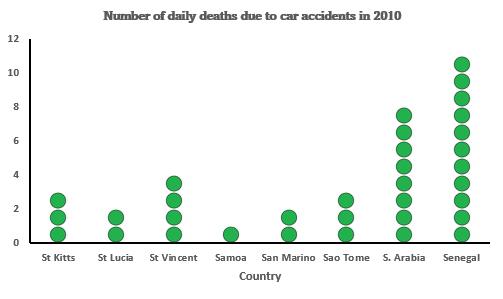 Number of daily deaths due to car accidents in 2010
12
10
8
6
4
2
0
St Kitts St Lucia St Vincent Samoa San Marino Sao Tome S. Arabia Senegal
Country